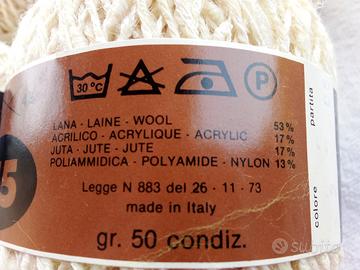 30°C
P
LANA - LAINE - WOOL 53%
ACRILICO - ACRYLIQUE - ACRYLIC 17%
JUTA - JUTE - JUTE 17%
POLIAMMIDICA - POLYAMIDE - NYLON 13%
5
Legge N 883 del 26 · 11 · 73
made in Italy
gr. 50 condiz.
partita
colore
subito